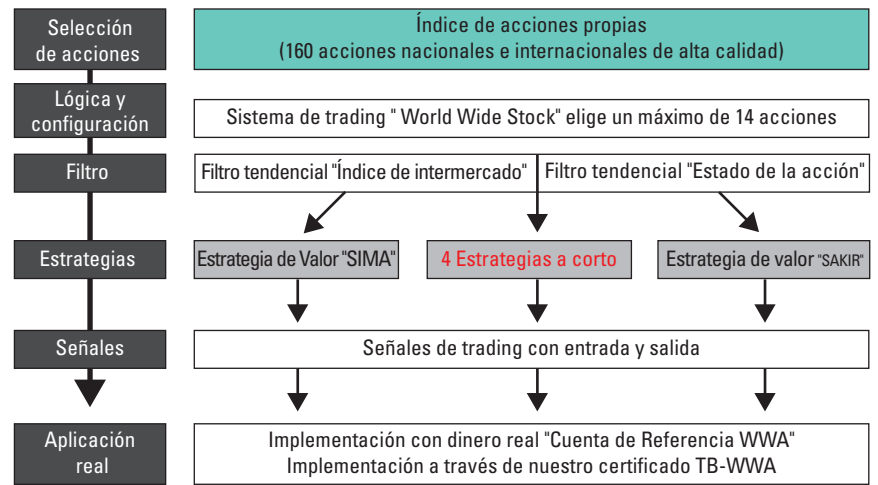 Selección
de acciones
Índice de acciones propias
(160 acciones nacionales e internacionales de alta calidad)
Lógica y
configuración
Sistema de trading " World Wide Stock" elige un máximo de 14 acciones
Filtro
Filtro tendencial "Índice de intermercado"
Filtro tendencial "Estado de la acción"
Estrategias
Estrategia de Valor "SIMA"
4 Estrategias a corto
Estrategia de valor "SAKIR"
Señales
Señales de trading con entrada y salida
Aplicación
real
Implementación con dinero real "Cuenta de Referencia WWA"
Implementación a través de nuestro certificado TB-WWA